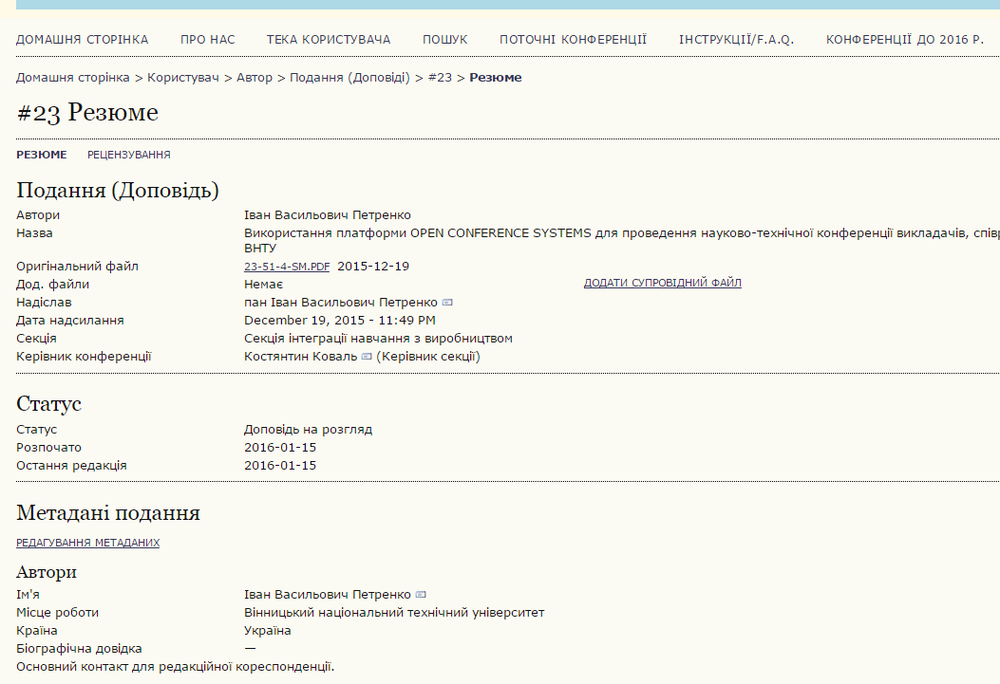 ДОМАШНЯ СТОРІНКА ПРО НАС ТЕКА КОРИСТУВАЧА ПОШУК ПОТОЧНІ КОНФЕРЕНЦІЇ ІНСТРУКЦІЇ/F.A.Q. КОНФЕРЕНЦІЇ ДО 2016 Р.
Домашня сторінка > Користувач > Автор > Подання (Доповіді) > #23 > Резюме
#23 Резюме
РЕЗЮМЕ РЕЦЕНЗУВАННЯ
Подання (Доповідь)
Автори Іван Васильович Петренко
Назва Використання платформи OPEN CONFERENCE SYSTEMS для проведення науково-технічної конференції викладачів,
ВНТУ
Оригінальний файл 23-51-4-SM.PDF 2015-12-19
Дод. файли Немає ДОДАТИ СУПРОВІДНИЙ ФАЙЛ
Надіслав пан Іван Васильович Петренко
Дата надсилання December 19, 2015 - 11:49 PM
Секція Секція інтеграції навчання з виробництвом
Керівник конференції Костянтин Коваль (Керівник секції)
Статус
Статус Доповідь на розгляд
Розпочато 2016-01-15
Остання редакція 2016-01-15
Метадані подання
РЕДАГУВАННЯ МЕТАДАНИХ
Автори
Ім'я Іван Васильович Петренко
Місце роботи Вінницький національний технічний університет
Країна Україна
Біографічна довідка —
Основний контакт для редакційної кореспонденції.